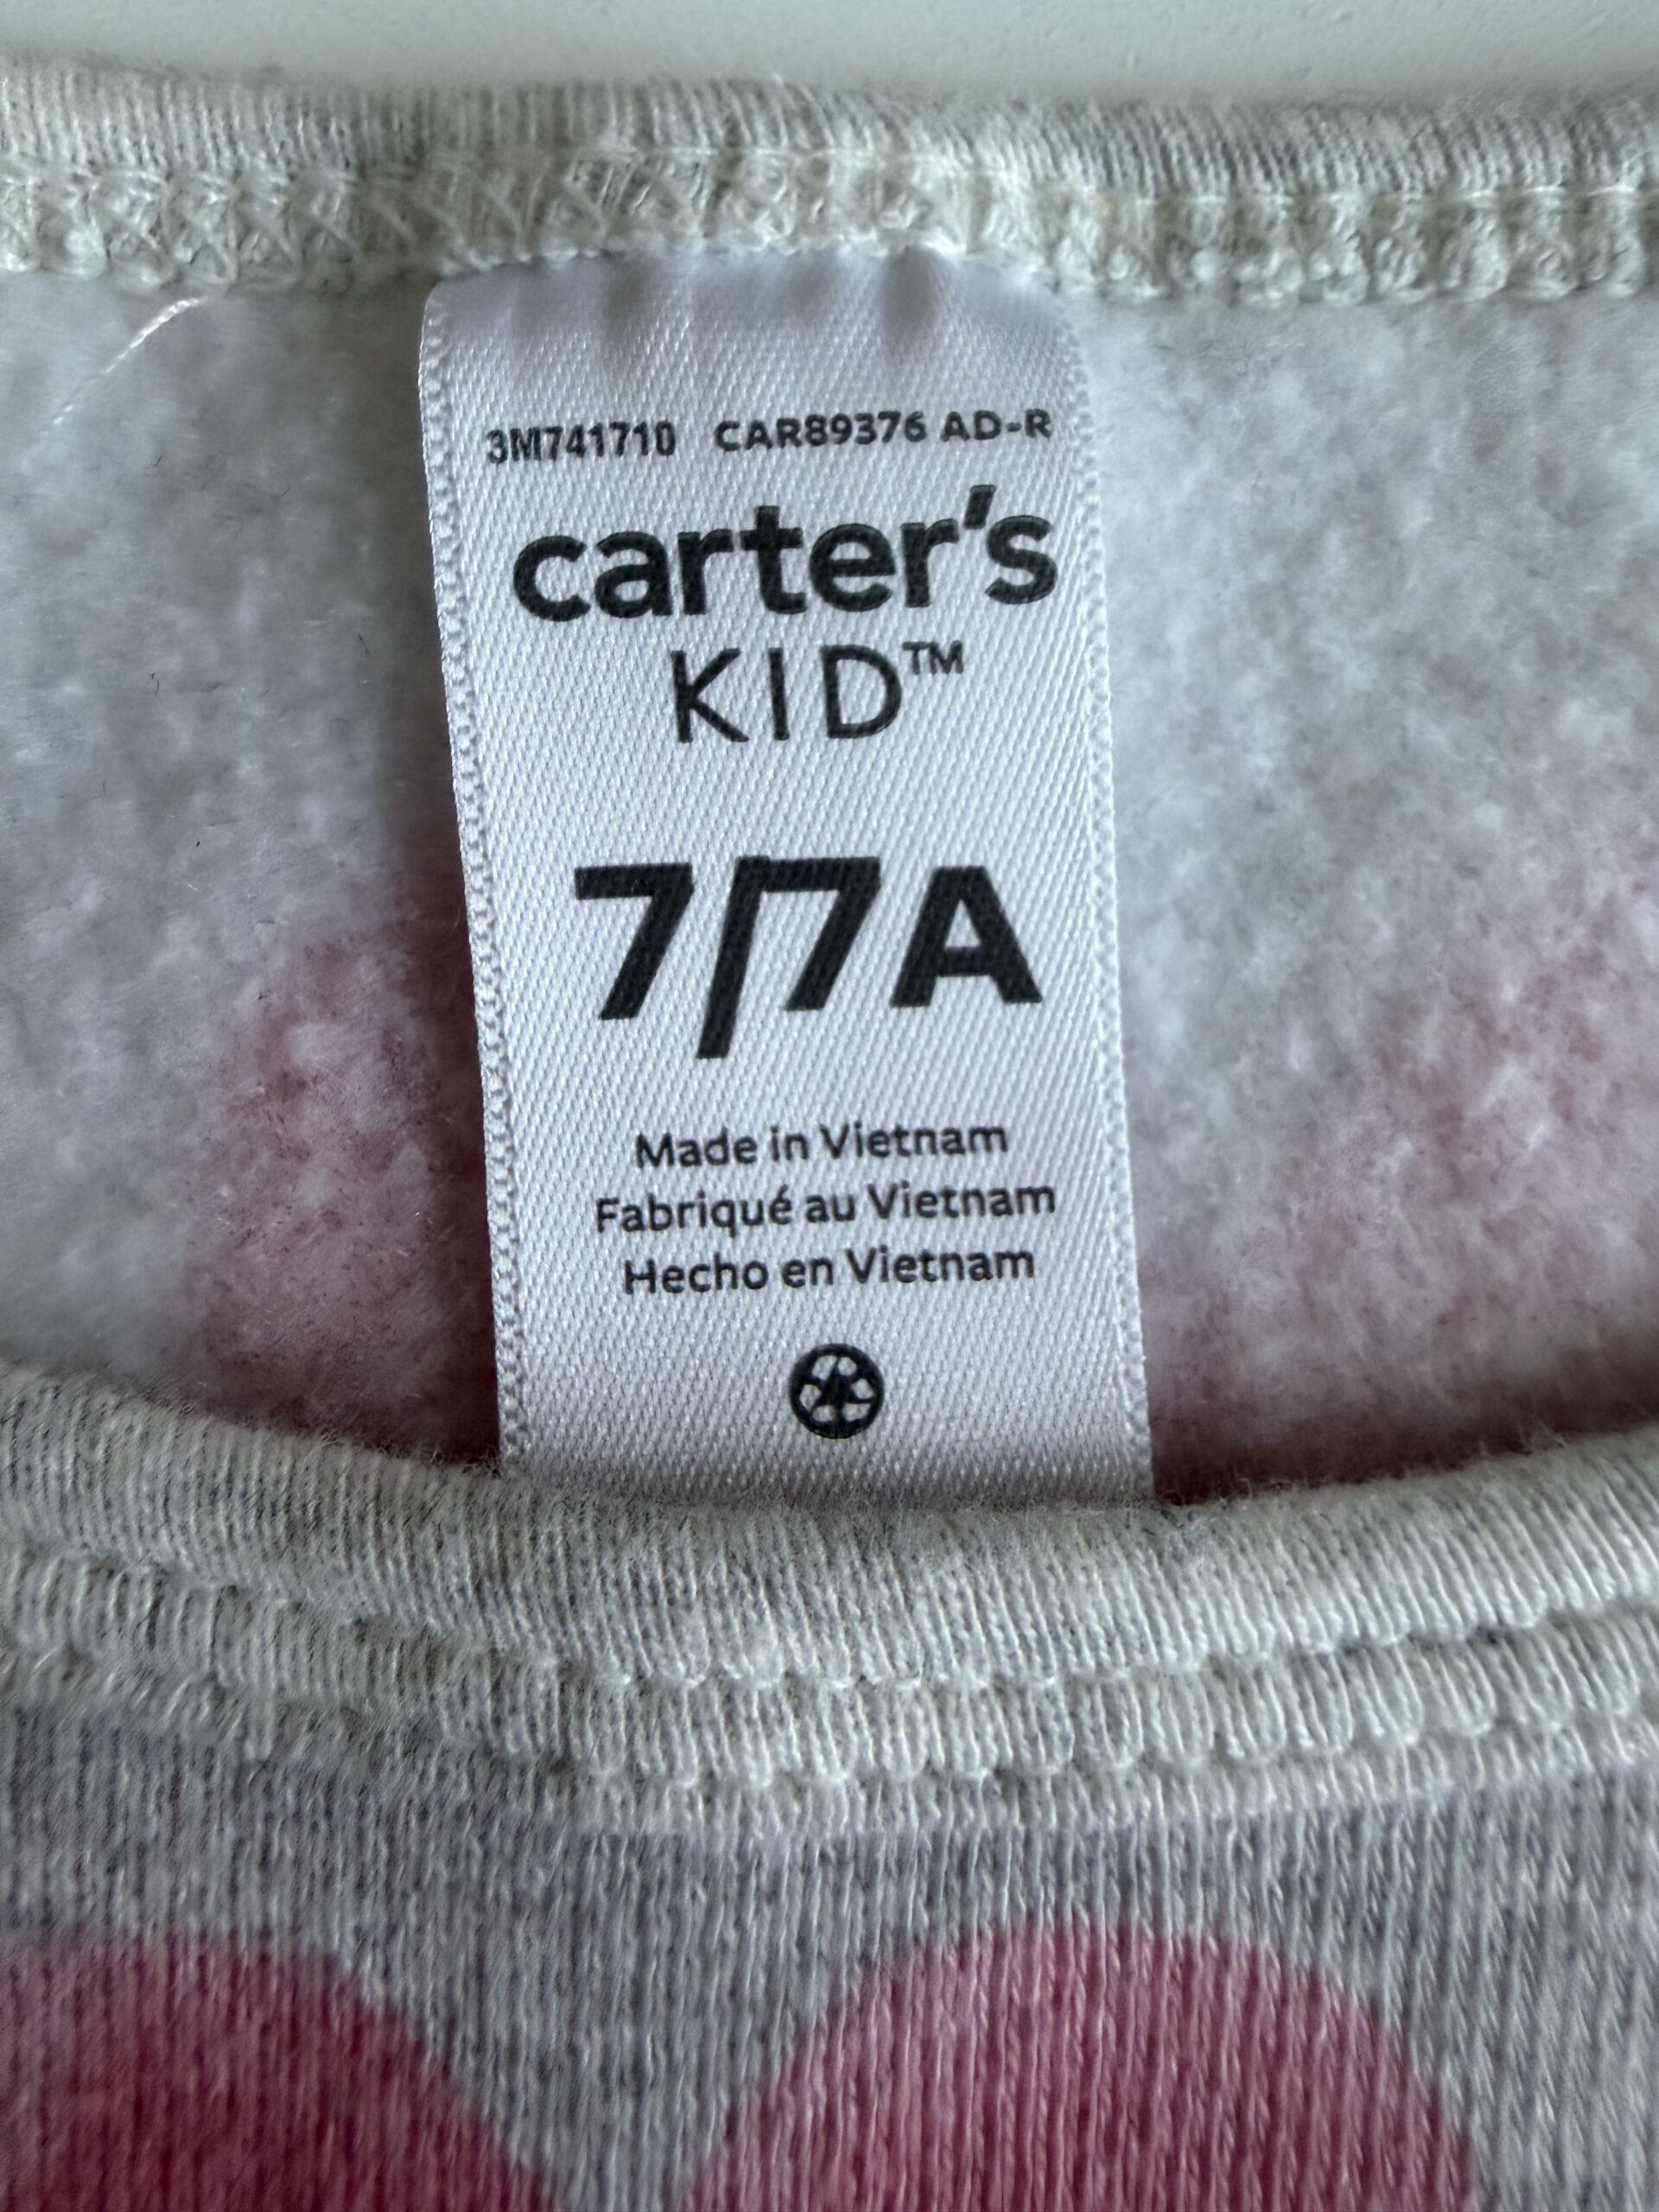 3M741710 CAR89376 AD-R
carter's
KID™
7/7A
Made in Vietnam
Fabriqué au Vietnam
Hecho en Vietnam